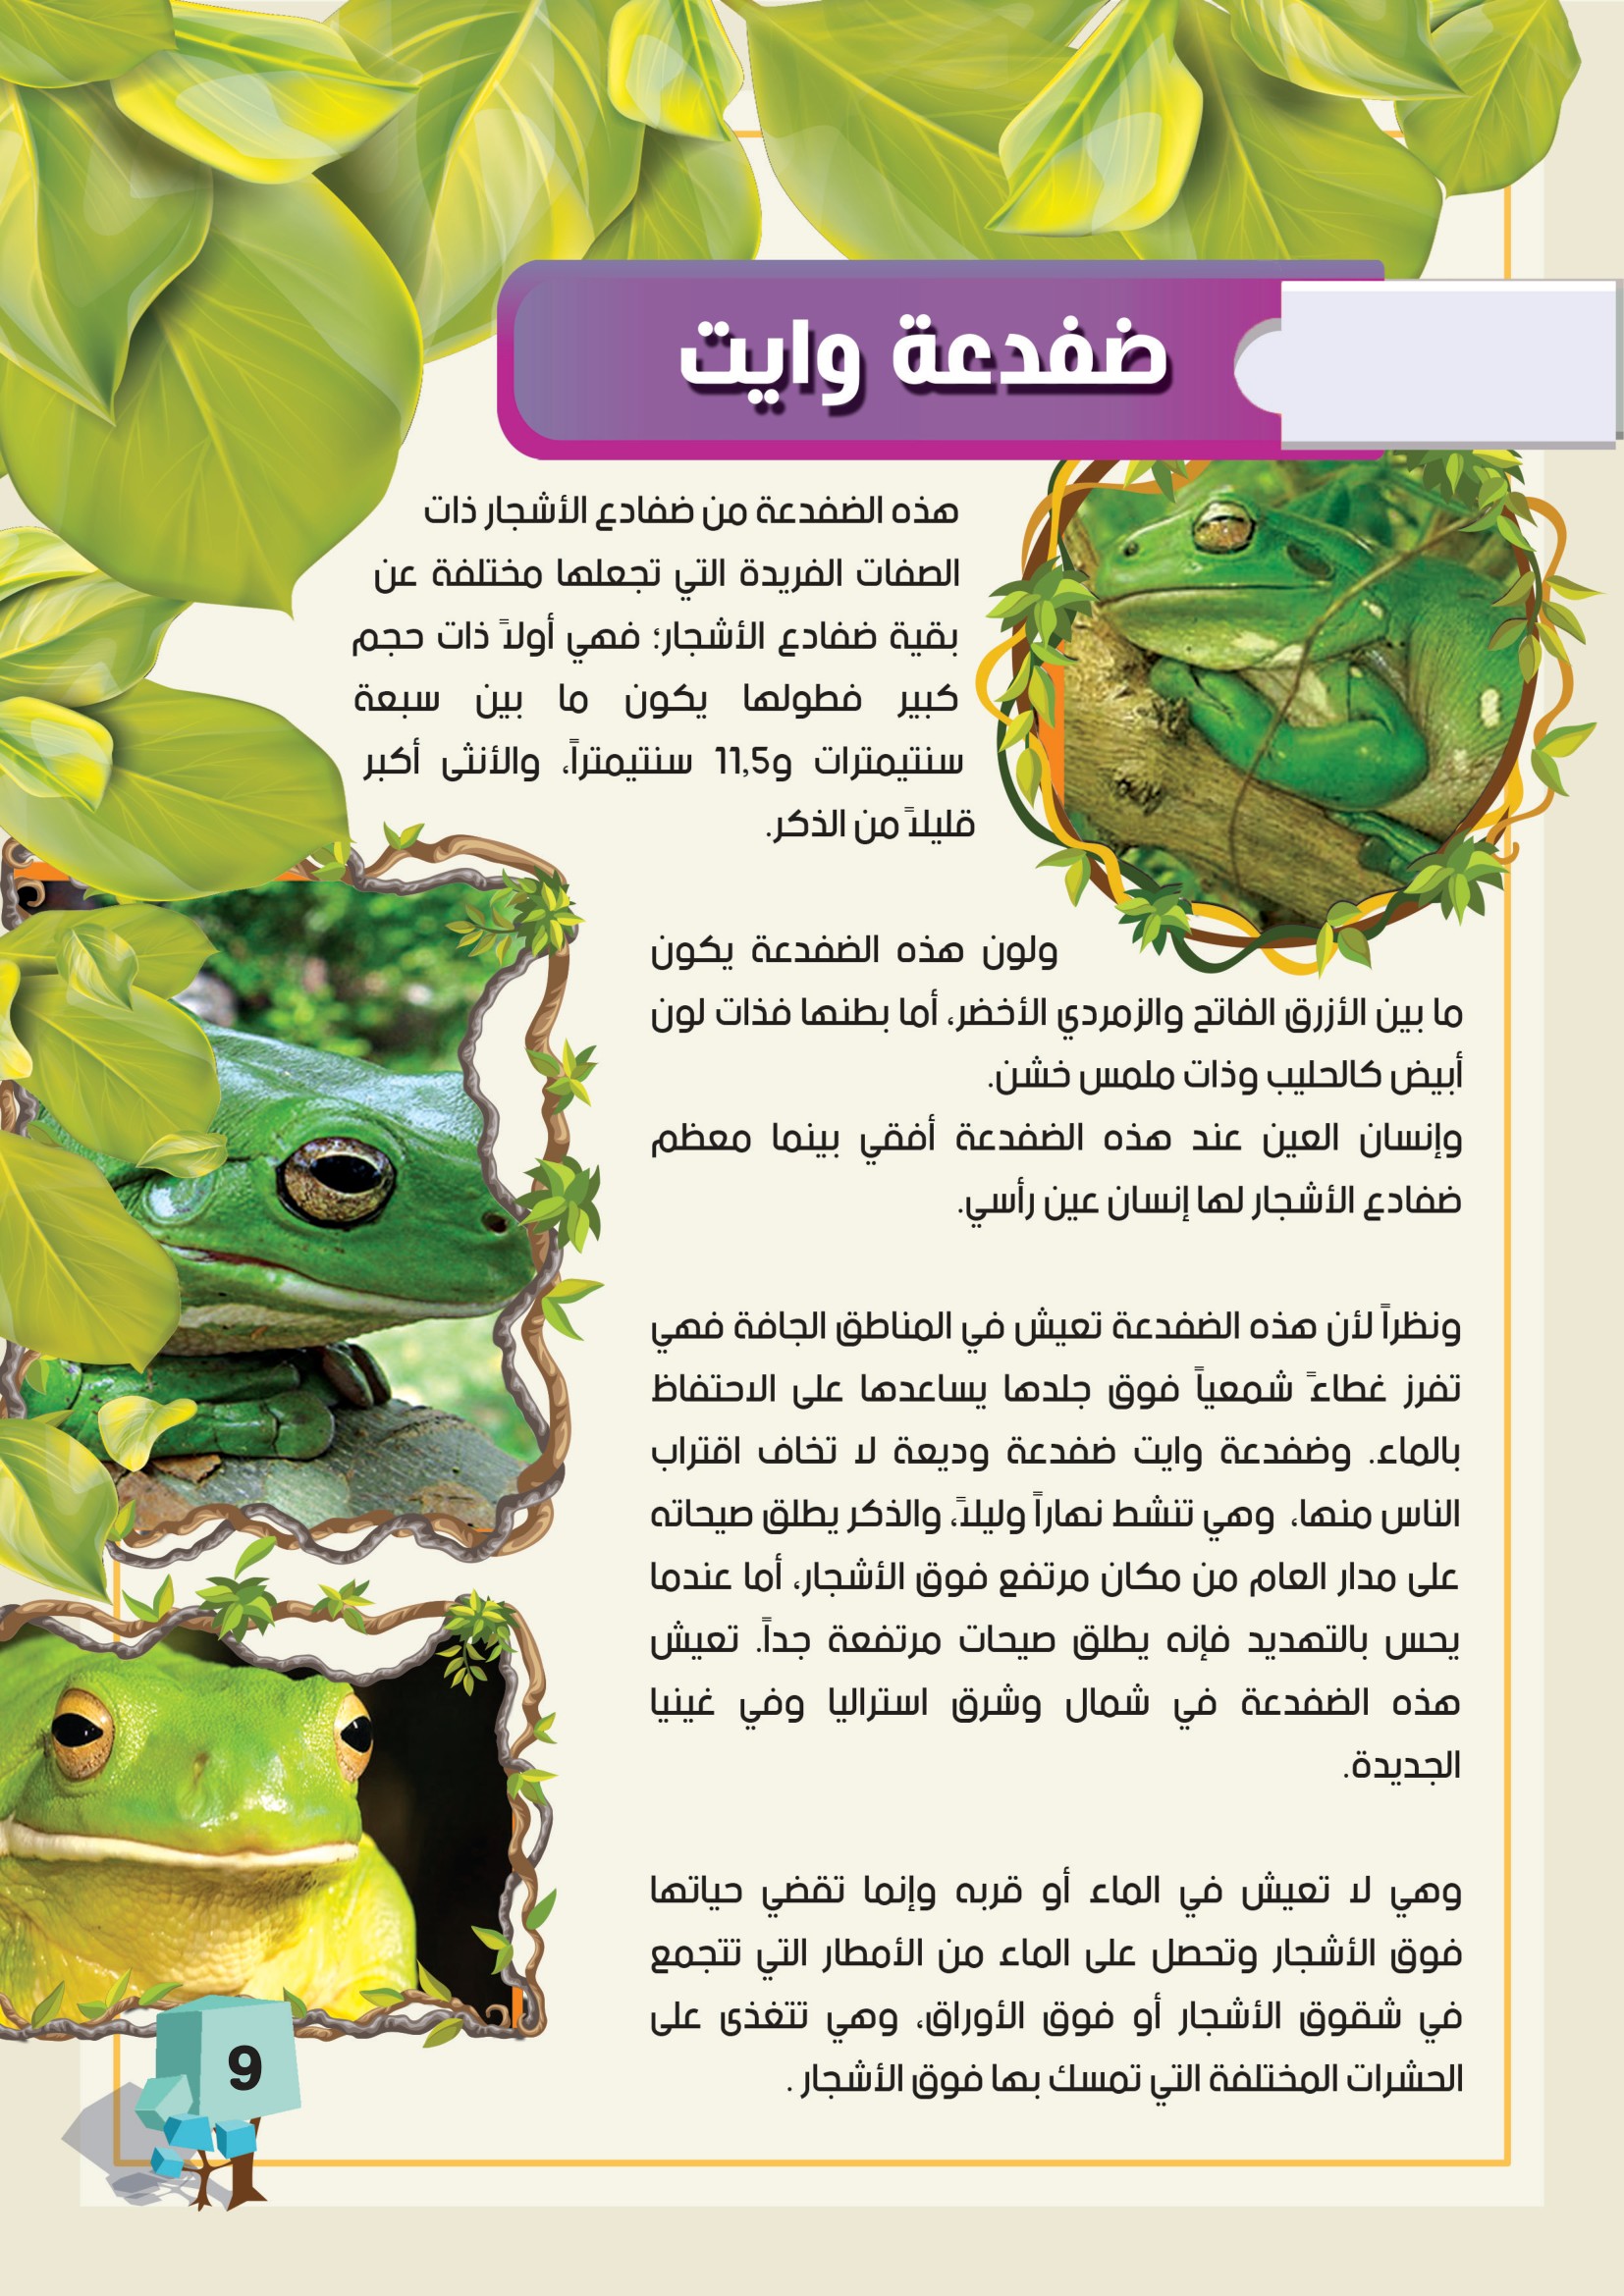 ضفدعة وايت
هذه الضفدعة من ضفادع الأشجار ذات
الصفات الفريدة التي تجعلها مختلفة عن
بقية ضفادع الأشجار؛ فهي أولاً ذات حجم
كبير فطولها يكون ما بين سبعة
سنتيمترات و11,5 سنتيمتراً، والأنثى أكبر
قليلاً من الذكر.
ولون هذه الضفدعة يكون
ما بين الأزرق الفاتح والزمردي الأخضر، أما بطنها فذات لون
أبيض كالحليب وذات ملمس خشن.
وإنسان العين عند هذه الضفدعة أفقي بينما معظم
ضفادع الأشجار لها إنسان عين رأسي.
ونظراً لأن هذه الضفدعة تعيش في المناطق الجافة فهي
تفرز غطاءً شمعياً فوق جلدها يساعدها على الاحتفاظ
بالماء. وضفدعة وايت ضفدعة وديعة لا تخاف اقتراب
الناس منها، وهي تنشط نهاراً وليلاً، والذكر يطلق صيحاته
على مدار العام من مكان مرتفع فوق الأشجار، أما عندما
يحس بالتهديد فإنه يطلق صيحات مرتفعة جداً. تعيش
هذه الضفدعة في شمال وشرق استراليا وفي غينيا
الجديدة.
وهي لا تعيش في الماء أو قربه وإنما تقضي حياتها
فوق الأشجار وتحصل على الماء من الأمطار التي تتجمع
في شقوق الأشجار أو فوق الأوراق، وهي تتغذى على
الحشرات المختلفة التي تمسك بها فوق الأشجار .
9